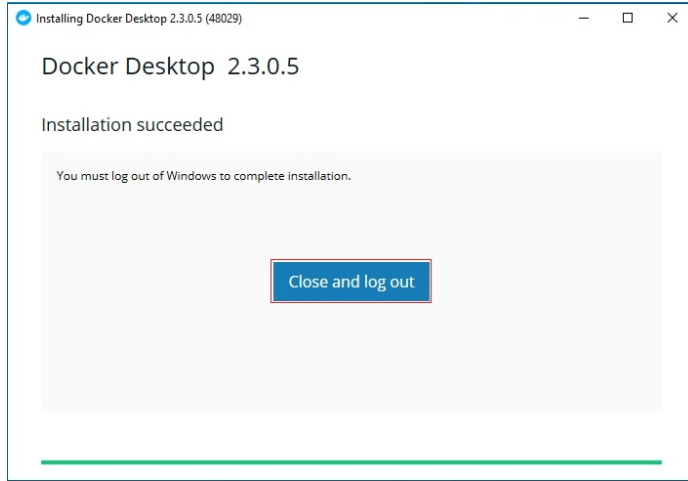 Installing Docker Desktop 2.3.0.5 (48029)
Docker Desktop 2.3.0.5
Installation succeeded
You must log out of Windows to complete installation.
Close and log out